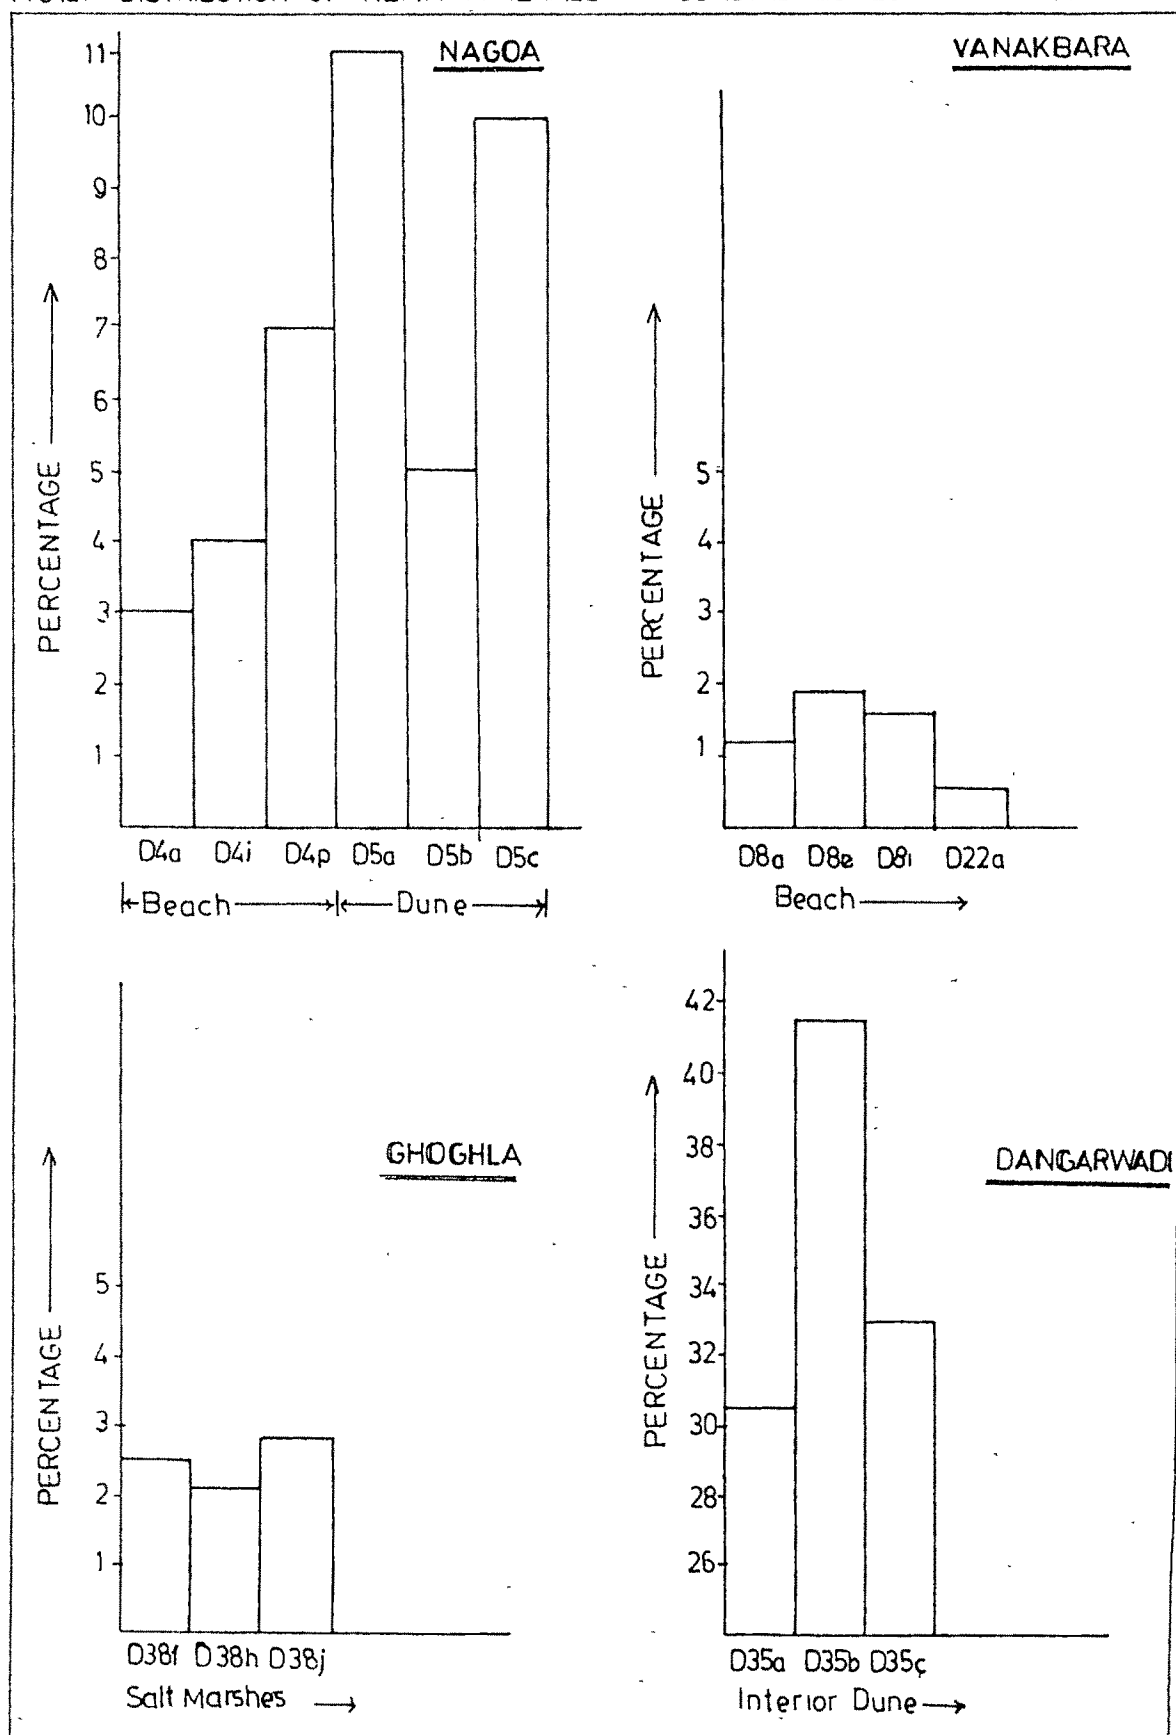 NAGOA
11
10
9
8
7
6
5
4
3
2
1
PERCENTAGE
D4a D4i D4p D5a D5b D5c
Beach Dune
VANAKBARA
5
4
3
2
1
PERCENTAGE
D8a D8e D8i D22a
Beach
GHOGHLA
5
4
3
2
1
PERCENTAGE
D38f D38h D38j
Salt Marshes
DANGARWADI
42
40
38
36
34
32
30
28
26
PERCENTAGE
D35a D35b D35c
Interior Dune